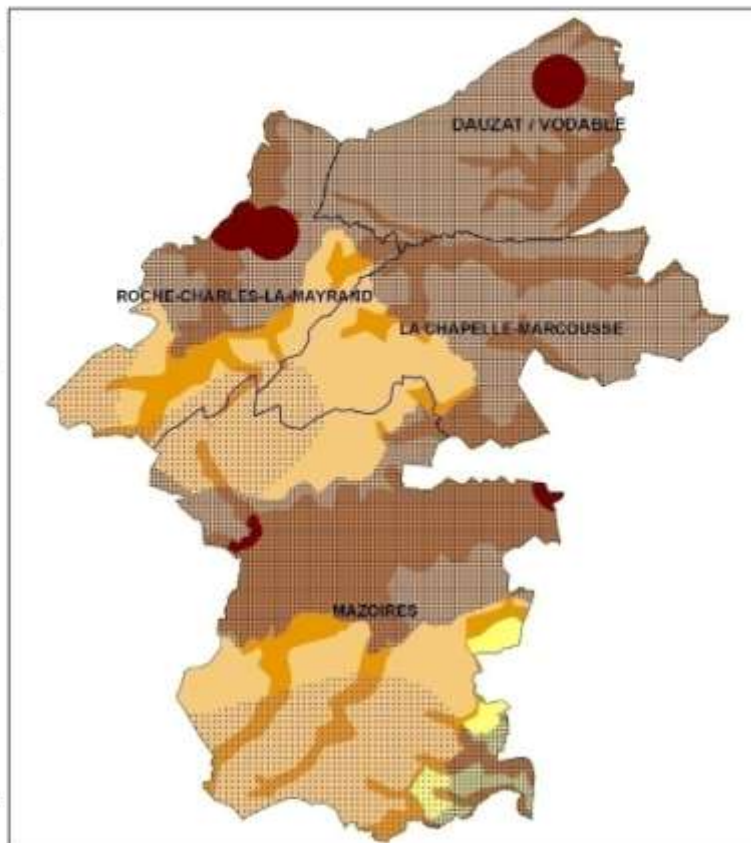 DAUZAT / VODABLE
ROCHE-CHARLES-LA-MAYRAND
LA CHAPELLE-MARCOUSSE
MAZOIRES